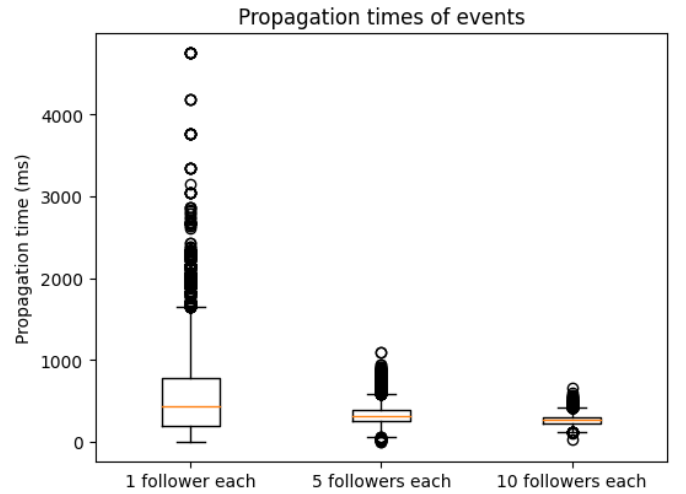 Propagation times of events
Propagation time (ms)
4000
3000
2000
1000
0
1 follower each
5 followers each
10 followers each